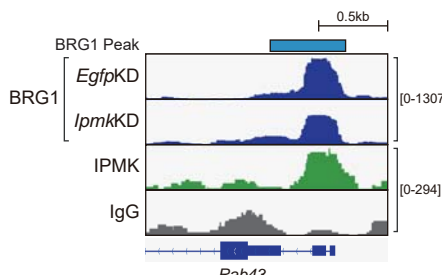 0.5kb
BRG1 Peak
EgfpKD
BRG1
[0-1307
IpmkKD
IPMK
[0-294]
IgG
Rab43